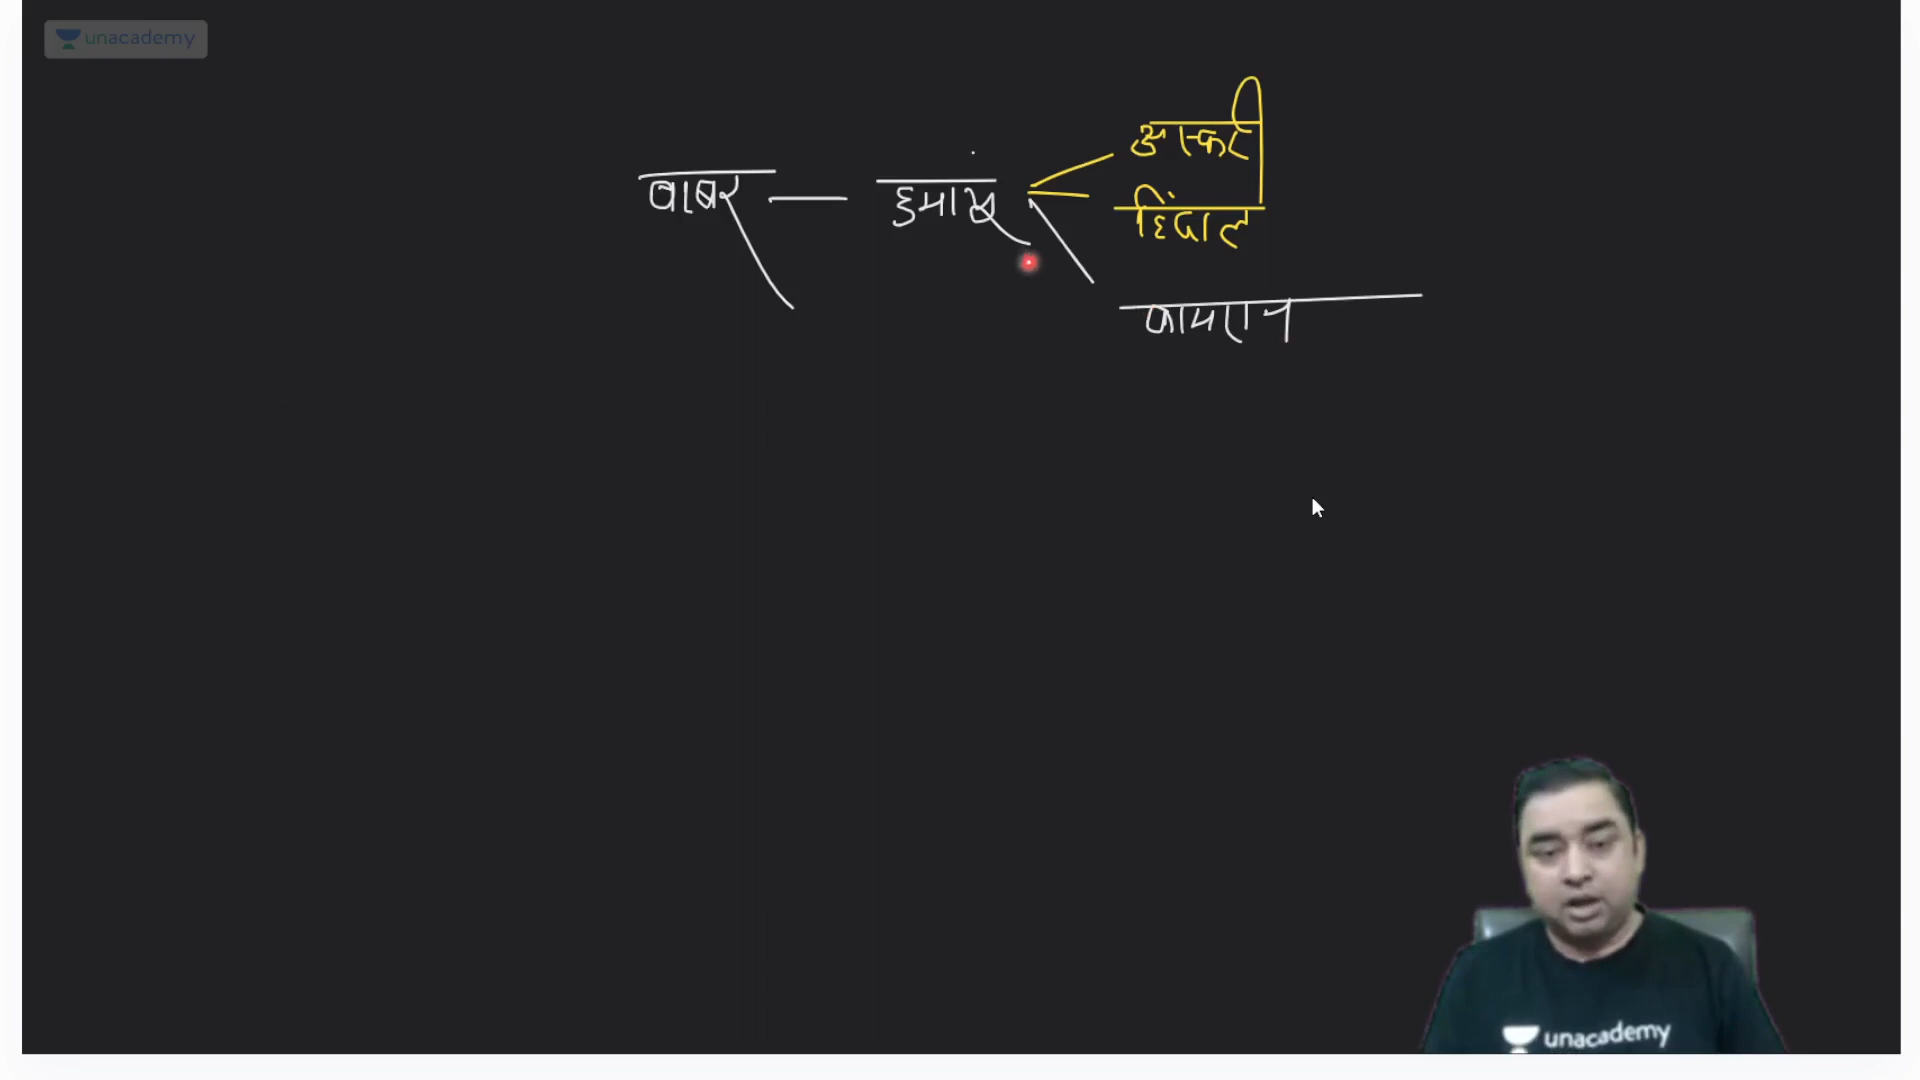 unacademy
बाबर — हुमायूं
अस्करी
हिंदाल
कामरान
unacademy